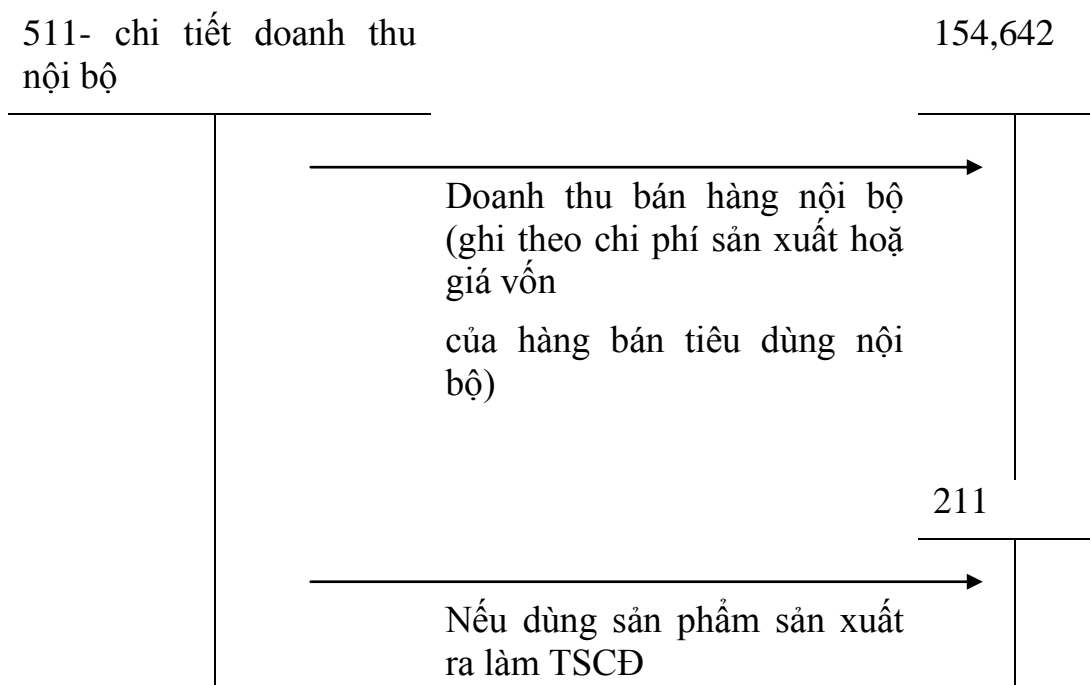 511- chi tiết doanh thu
nội bộ
154,642
Doanh thu bán hàng nội bộ
(ghi theo chi phí sản xuất hoặ
giá vốn
của hàng bán tiêu dùng nội
bộ)
211
Nếu dùng sản phẩm sản xuất
ra làm TSCĐ